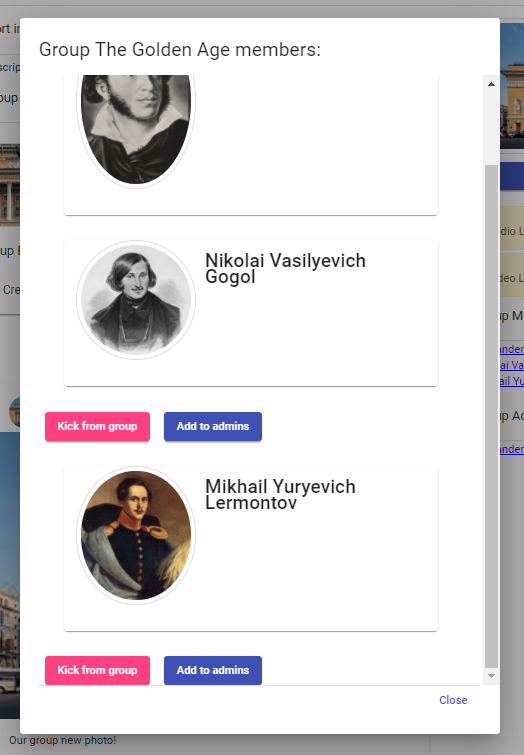 Group The Golden Age members:
Nikolai Vasilyevich
Gogol
Kick from group
Add to admins
Mikhail Yuryevich
Lermontov
Kick from group
Add to admins
Close
Our group new photo!